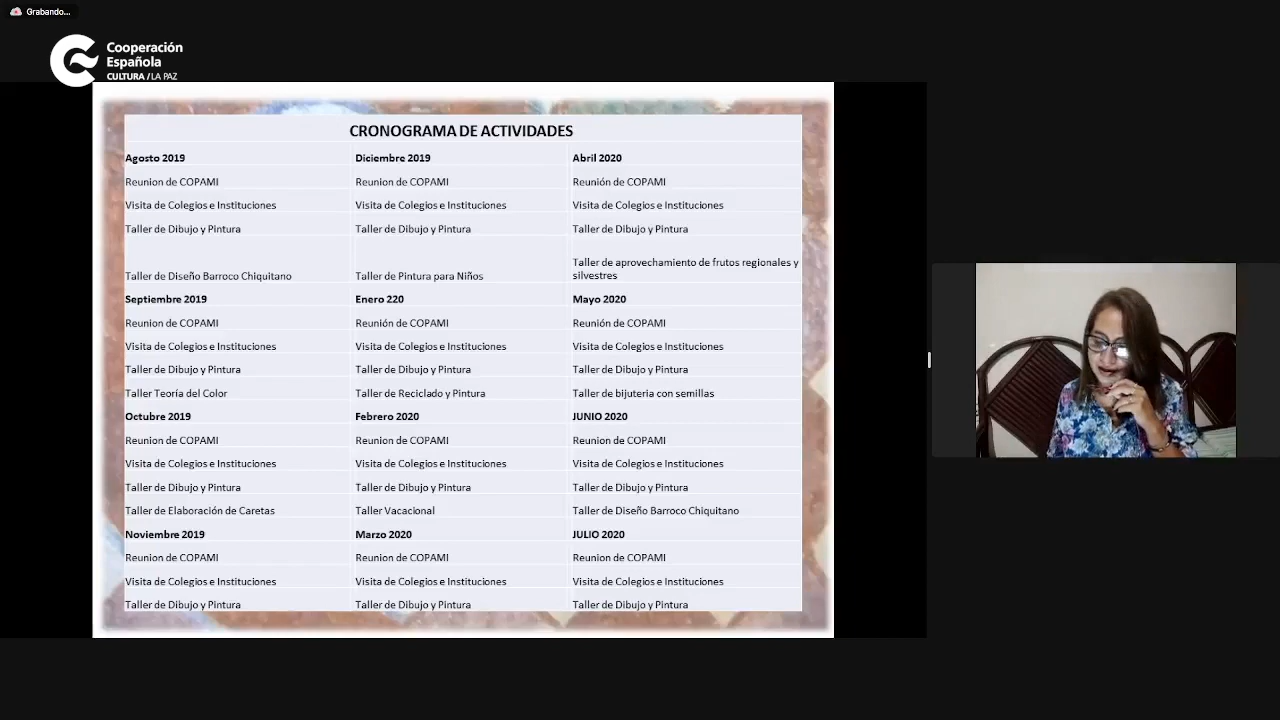 Grabando...
Cooperación
Española
CULTURA / LA PAZ
CRONOGRAMA DE ACTIVIDADES
Agosto 2019 Diciembre 2019 Abril 2020
Reunion de COPAMI Reunion de COPAMI Reunión de COPAMI
Visita de Colegios e Instituciones Visita de Colegios e Instituciones Visita de Colegios e Instituciones
Taller de Dibujo y Pintura Taller de Dibujo y Pintura Taller de Dibujo y Pintura
Taller de Diseño Barroco Chiquitano Taller de Pintura para Niños Taller de aprovechamiento de frutos regionales y
silvestres
Septiembre 2019 Enero 220 Mayo 2020
Reunion de COPAMI Reunión de COPAMI Reunión de COPAMI
Visita de Colegios e Instituciones Visita de Colegios e Instituciones Visita de Colegios e Instituciones
Taller de Dibujo y Pintura Taller de Dibujo y Pintura Taller de Dibujo y Pintura
Taller Teoría del Color Taller de Reciclado y Pintura Taller de bijuteria con semillas
Octubre 2019 Febrero 2020 JUNIO 2020
Reunion de COPAMI Reunion de COPAMI Reunion de COPAMI
Visita de Colegios e Instituciones Visita de Colegios e Instituciones Visita de Colegios e Instituciones
Taller de Dibujo y Pintura Taller de Dibujo y Pintura Taller de Dibujo y Pintura
Taller de Elaboración de Caretas Taller Vacacional Taller de Diseño Barroco Chiquitano
Noviembre 2019 Marzo 2020 JULIO 2020
Reunion de COPAMI Reunion de COPAMI Reunion de COPAMI
Visita de Colegios e Instituciones Visita de Colegios e Instituciones Visita de Colegios e Instituciones
Taller de Dibujo y Pintura Taller de Dibujo y Pintura Taller de Dibujo y Pintura